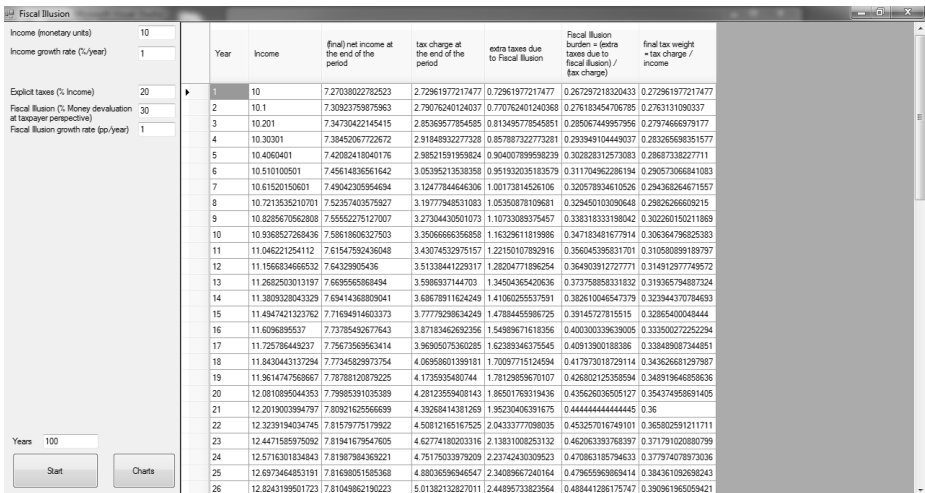 Fiscal Illusion
Income (monetary units) 10
Income growth rate (%/year) 1
Explicit taxes (% Income) 20
Fiscal Illusion (% Money devaluation at taxpayer perspective) 30
Fiscal Illusion growth rate (pp/year) 1
Years 100
Start Charts
Year Income (final) net income at the end of the period tax charge at the end of the period extra taxes due to Fiscal Illusion Fiscal Illusion burden = (extra taxes due to fiscal illusion) / (tax charge) final tax weight = tax charge / income
1 10 7.27038022782523 2.72961977217477 0.72961977217477 0.267297218320433 0.272961977217477
2 10.1 7.30923759875963 2.79076240124037 0.770762401240368 0.276183454706785 0.2763131090337
3 10.201 7.34730422145415 2.85369577854585 0.813495778545851 0.285067449957956 0.27974666979177
4 10.30301 7.38452067722672 2.91848932277328 0.857887322773281 0.293949104449037 0.283265698351577
5 10.4060401 7.42082418040176 2.98521591959824 0.904007899598239 0.302828312573083 0.28687338227711
6 10.510100501 7.45614836561642 3.05395213538358 0.951932035183579 0.311704962286194 0.290573066841083
7 10.61520150601 7.49042305954694 3.12477844646306 1.00173814526106 0.320578934610526 0.294368264671557
8 10.7213535210701 7.52357403575927 3.19777948531083 1.05350878109681 0.329450103090648 0.29826266609215
9 10.8285670562808 7.55552275127007 3.27304430501073 1.10733089375457 0.338318333198042 0.302260150211869
10 10.9368527268436 7.58618606327503 3.35066666356858 1.16329611819986 0.347183481677914 0.306364796825383
11 11.046221254112 7.61547592436048 3.43074532975157 1.22150107892916 0.356045395831701 0.310580899189797
12 11.1566834666532 7.64329905436 3.51338441229317 1.28204771896254 0.364903912727771 0.314912977749572
13 11.2682503013197 7.6695565868494 3.5986937144703 1.34504365420636 0.373758858331832 0.319365794887324
14 11.3809328043329 7.69414368809041 3.68678911624249 1.41060255537591 0.382610046547379 0.323944370784693
15 11.4947421323762 7.71694914603373 3.77779298634249 1.47884455986725 0.39145727815515 0.32865400048444
16 11.6096895537 7.73785492677643 3.87183462692356 1.54989671618356 0.400300339639005 0.333500272252294
17 11.725786449237 7.75673569563414 3.96905075360285 1.62389346375545 0.40913900188386 0.338489087344851
18 11.8430443137294 7.77345829973754 4.06958601399181 1.70097715124594 0.417973018729114 0.343626681297987
19 11.9614747568667 7.78788120879225 4.1735935480744 1.78129859670107 0.426802125358594 0.348919646858636
20 12.0810895044353 7.79985391035389 4.28123559408143 1.86501769319436 0.435626036505127 0.354374958691405
21 12.2019003994797 7.80921625566699 4.39268414381269 1.95230406391675 0.444444444444445 0.36
22 12.3239194034745 7.81579775179922 4.50812165167525 2.04333777098035 0.453257016749101 0.365802591211711
23 12.4471585975092 7.81941679547605 4.62774180203316 2.13831008253132 0.462063393768397 0.371791020880799
24 12.5716301834843 7.81987984369221 4.75175033979209 2.23742430309523 0.470863185794633 0.377974078973036
25 12.6973464853191 7.81698051585368 4.88036596946547 2.34089667240164 0.479655969869414 0.384361092698243
26 12.8243199501723 7.81049862190223 5.01382132827011 2.44895733823564 0.488441286175747 0.390961965059421